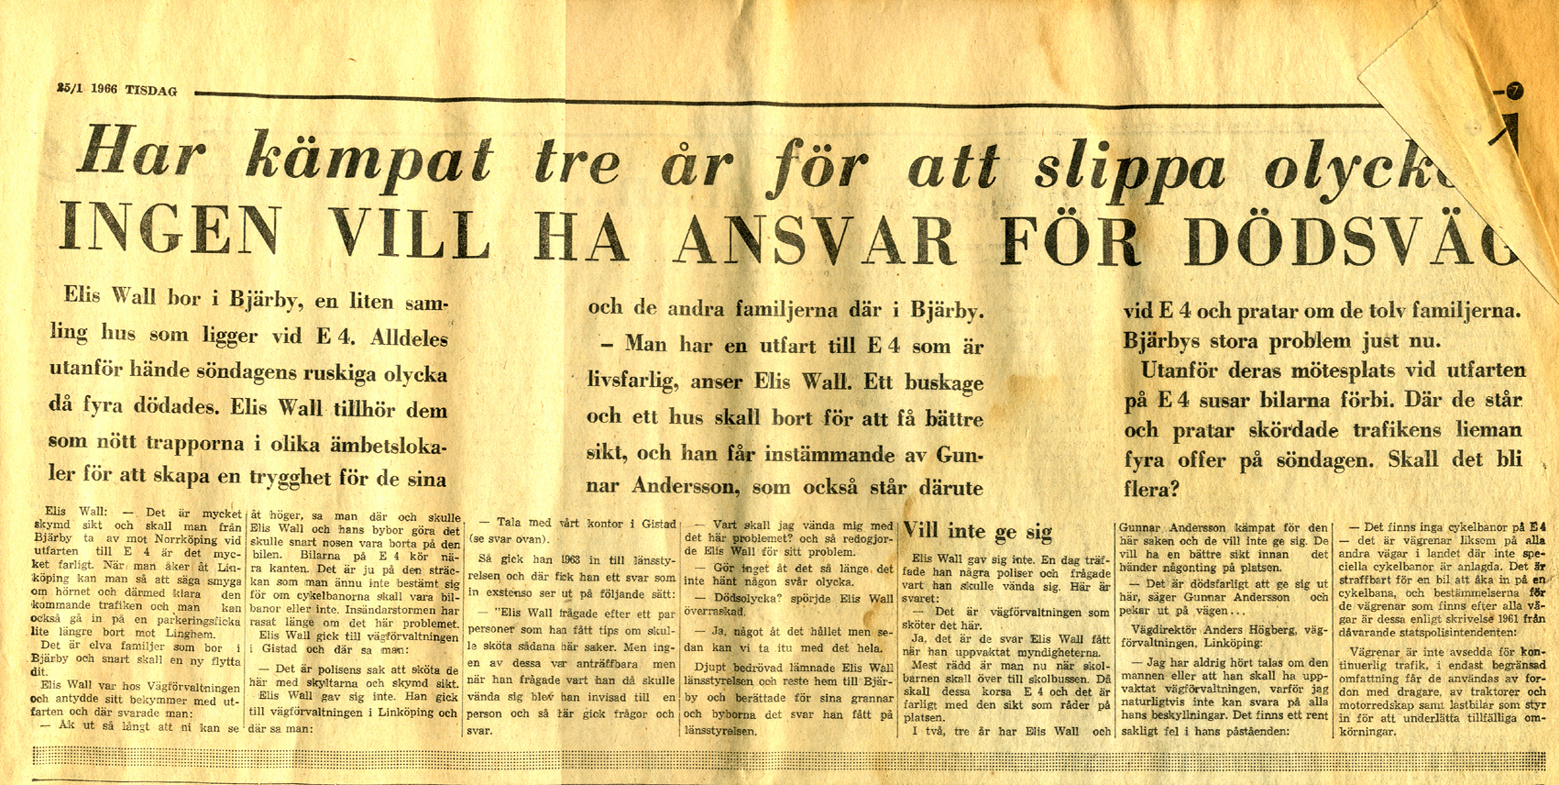 25/1 1966 TISDAG
7
Har kämpat tre år för att slippa
INGEN VILL HA ANSVAR FÖR DÖDSVÄG
Elis Wall bor i Bjärby, en liten sam-
ling hus som ligger vid E 4. Alldeles
utanför hände söndagens ruskiga olycka
då fyra dödades. Elis Wall tillhör dem
som nött trapporna i olika ämbetsloka-
ler för att skapa en trygghet för de sina
och de andra familjerna där i Bjärby.
— Man har en utfart till E 4 som är
livsfarlig, anser Elis Wall. Ett buskage
och ett hus skall bort för att få bättre
sikt, och han får instämmande av Gun-
nar Andersson, som också står därute
vid E 4 och pratar om de tolv familjerna.
Bjärbys stora problem just nu.
Utanför deras mötesplats vid utfarten
på E 4 susar bilarna förbi. Där de står
och pratar skördade trafikens lieman
fyra offer på söndagen. Skall det bli
flera?
Elis Wall: — Det är mycket
skymd sikt och skall man från
Bjärby ta av mot Norrköping vid
utfarten till E 4 är det myc-
ket farligt. När man åker åt Lin-
köping kan man så att säga smyga
om hörnet och därmed klara den
kommande trafiken och man kan
också gå in på en parkeringsficka
lite längre bort mot Linghem.
Det är elva familjer som bor i
Bjärby och snart skall en ny flytta
dit.
Elis Wall var hos Vägförvaltningen
och antydde sitt bekymmer med ut-
farten och där svarade man:
— Åk ut så långt att ni kan se
åt höger, sa man där och skulle
Elis Wall och hans bybor göra det
skulle snart nosen vara borta på den
bilen. Bilarna på E 4 kör nä-
ra kanten. Det är ju på den sträc-
kan som man ännu inte bestämt sig
för om cykelbanorna skall vara bil-
banor eller inte. Insändarstormen har
rasat länge om det här problemet.
Elis Wall gick till vägförvaltningen
i Gistad och där sa man:
— Det är polisens sak att sköta de
här med skyltarna och skymd sikt.
Elis Wall gav sig inte. Han gick
till vägförvaltningen i Linköping och
där sa man:
— Tala med vårt kontor i Gistad
(se svar ovan).
Så gick han 1963 in till länssty-
relsen och där fick han ett svar som
in extenso ser ut på följande sätt:
— "Elis Wall frågade efter ett par
personer som han fått tips om skul-
le sköta sådana här saker. Men ing-
en av dessa var anträffbara men
när han frågade vart han då skulle
vända sig blev han invisad till en
person och så här gick frågor och
svar.
— Vart skall jag vända mig med
det här problemet? och så redogjor-
de Elis Wall för sitt problem.
— Gör inget åt det så länge det
inte hänt någon svår olycka.
— Dödsolycka? spörjde Elis Wall
överraskad.
— Ja, något åt det hållet men se-
dan kan vi ta itu med det hela.
Djupt bedrövad lämnade Elis Wall
länsstyrelsen och reste hem till Bjär-
by och berättade för sina grannar
och byborna det svar han fått på
länsstyrelsen.
Vill inte ge sig
Elis Wall gav sig inte. En dag träf-
fade han några poliser och frågade
vart han skulle vända sig. Här är
svaret:
— Det är vägförvaltningen som
sköter det här.
Ja, det är de svar Elis Wall fått
när han uppvaktat myndigheterna.
Mest rädd är man nu när skol-
barnen skall över till skolbussen. Då
skall dessa korsa E 4 och det är
farligt med den sikt som råder på
platsen.
I två, tre år har Elis Wall och
Gunnar Andersson kämpat för den
här saken och de vill inte ge sig. De
vill ha en bättre sikt innan det
händer någonting på platsen.
— Det är dödsfarligt att ge sig ut
här, säger Gunnar Andersson och
pekar ut på vägen...
Vägdirektör Anders Högberg, väg-
förvaltningen, Linköping:
— Jag har aldrig hört talas om den
mannen eller att han skall ha upp-
vaktat vägförvaltningen, varför jag
naturligtvis inte kan svara på alla
hans beskyllningar. Det finns ett rent
sakligt fel i hans påståenden:
— Det finns inga cykelbanor på E 4
— det är vägrenar liksom på alla
andra vägar i landet där inte spe-
ciella cykelbanor är anlagda. Det är
straffbart för en bil att åka in på en
cykelbana, och bestämmelserna för
de vägrenar som finns efter alla vä-
gar är dessa enligt skrivelse 1961 från
dåvarande statspolisintendenten:
Vägrenar är inte avsedda för kon-
tinuerlig trafik, i endast begränsad
omfattning får de användas av for-
don med dragare, av traktorer och
motorredskap samt lastbilar som styr
in för att underlätta tillfälliga om-
körningar.